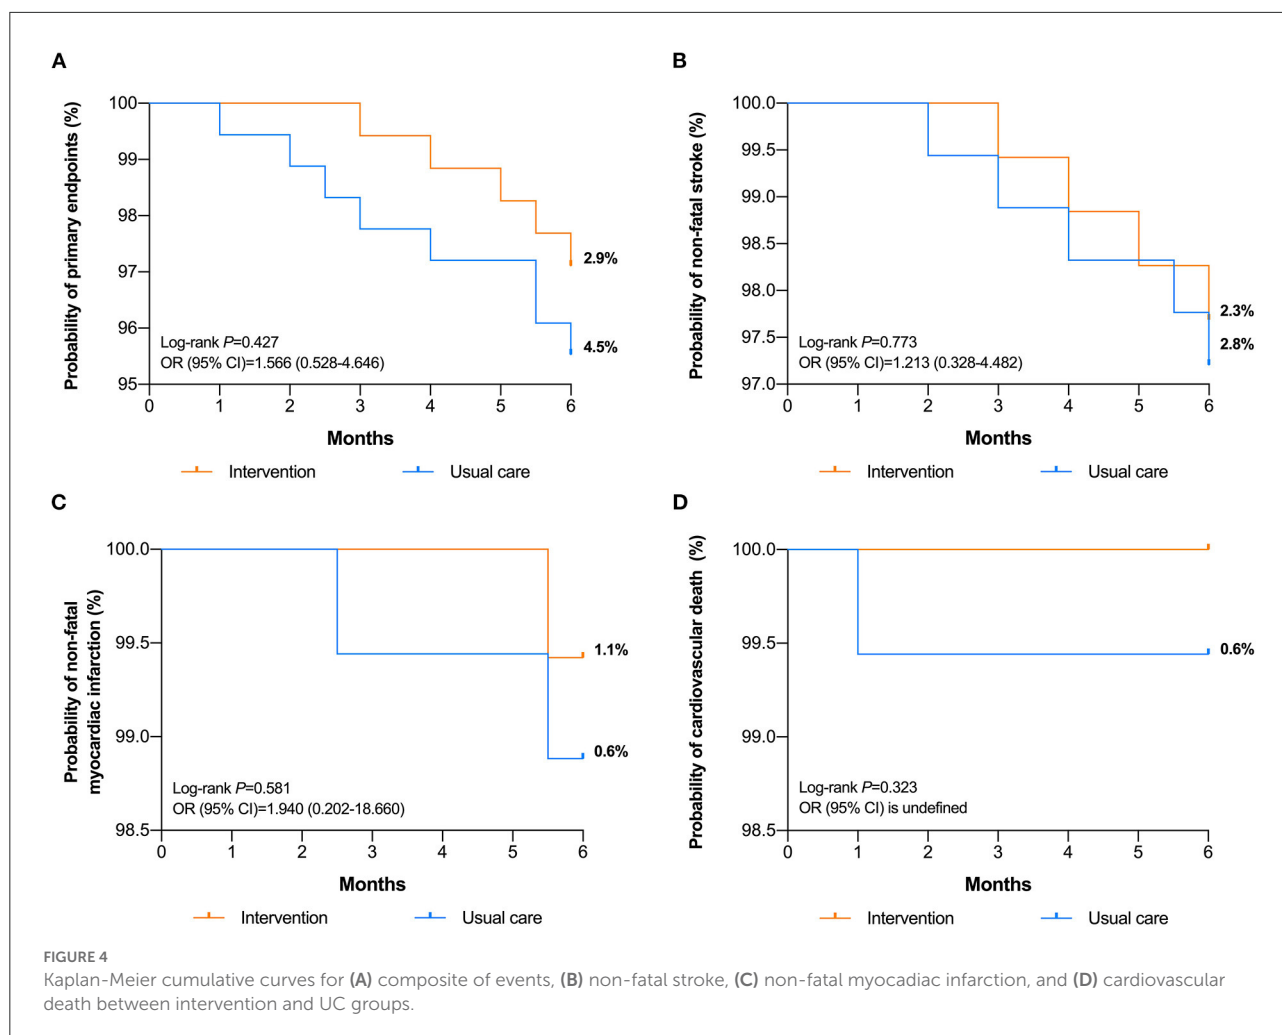 A
Probability of primary endpoints (%)
100
99
98
97
96
95
2.9%
4.5%
Log-rank P=0.427
OR (95% CI)=1.566 (0.528-4.646)
0 1 2 3 4 5 6
Months
Intervention Usual care
B
Probability of non-fatal stroke (%)
100.0
99.5
99.0
98.5
98.0
97.5
97.0
2.3%
2.8%
Log-rank P=0.773
OR (95% CI)=1.213 (0.328-4.482)
0 1 2 3 4 5 6
Months
Intervention Usual care
C
Probability of non-fatal
myocardiac infarction (%)
100.0
99.5
99.0
98.5
1.1%
0.6%
Log-rank P=0.581
OR (95% CI)=1.940 (0.202-18.660)
0 1 2 3 4 5 6
Months
Intervention Usual care
D
Probability of cardiovascular death (%)
100.0
99.5
99.0
98.5
0.6%
Log-rank P=0.323
OR (95% CI) is undefined
0 1 2 3 4 5 6
Months
Intervention Usual care
FIGURE 4
Kaplan-Meier cumulative curves for (A) composite of events, (B) non-fatal stroke, (C) non-fatal myocadiac infarction, and (D) cardiovascular
death between intervention and UC groups.